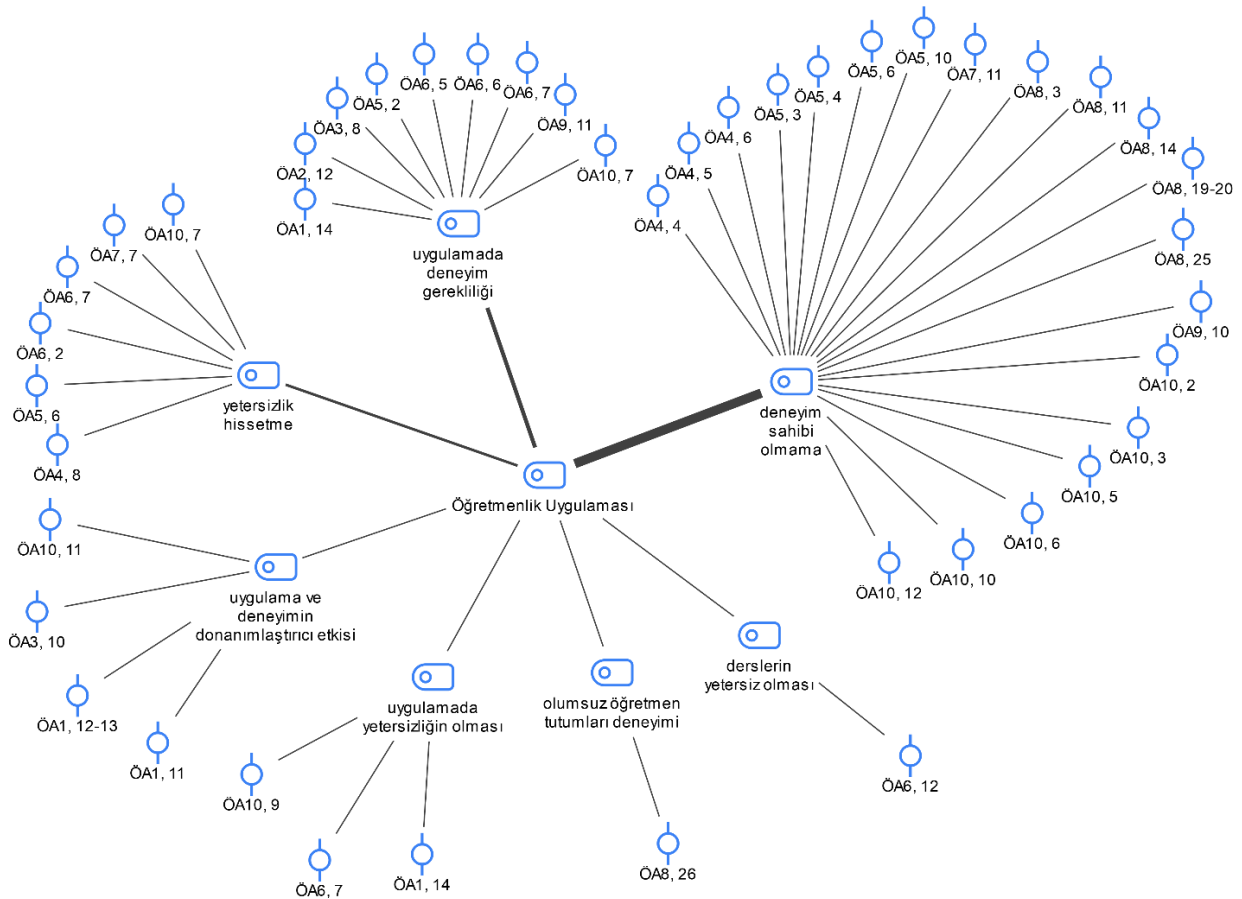 ÖA5, 10
ÖA5, 6
ÖA7, 11
ÖA6, 5
ÖA6, 6
ÖA6, 7
ÖA8, 3
ÖA5, 4
ÖA5, 2
ÖA5, 3
ÖA8, 11
ÖA3, 8
ÖA4, 6
ÖA9, 11
ÖA8, 14
ÖA2, 12
ÖA4, 5
ÖA10, 7
ÖA8, 19-20
ÖA1, 14
ÖA4, 4
ÖA10, 7
ÖA7, 7
uygulamada
deneyim
gerekliliği
ÖA8, 25
ÖA6, 7
ÖA9, 10
ÖA6, 2
ÖA10, 2
ÖA5, 6
yetersizlik
hissetme
deneyim
sahibi
olmama
ÖA10, 3
ÖA4, 8
ÖA10, 5
Öğretmenlik Uygulaması
ÖA10, 11
ÖA10, 6
ÖA10, 10
ÖA10, 12
uygulama ve
deneyimin
donanımlaştırıcı etkisi
ÖA3, 10
derslerin
yetersiz olması
uygulamada
yetersizliğin olması
olumsuz öğretmen
tutumları deneyimi
ÖA1, 12-13
ÖA1, 11
ÖA6, 12
ÖA10, 9
ÖA6, 7
ÖA1, 14
ÖA8, 26